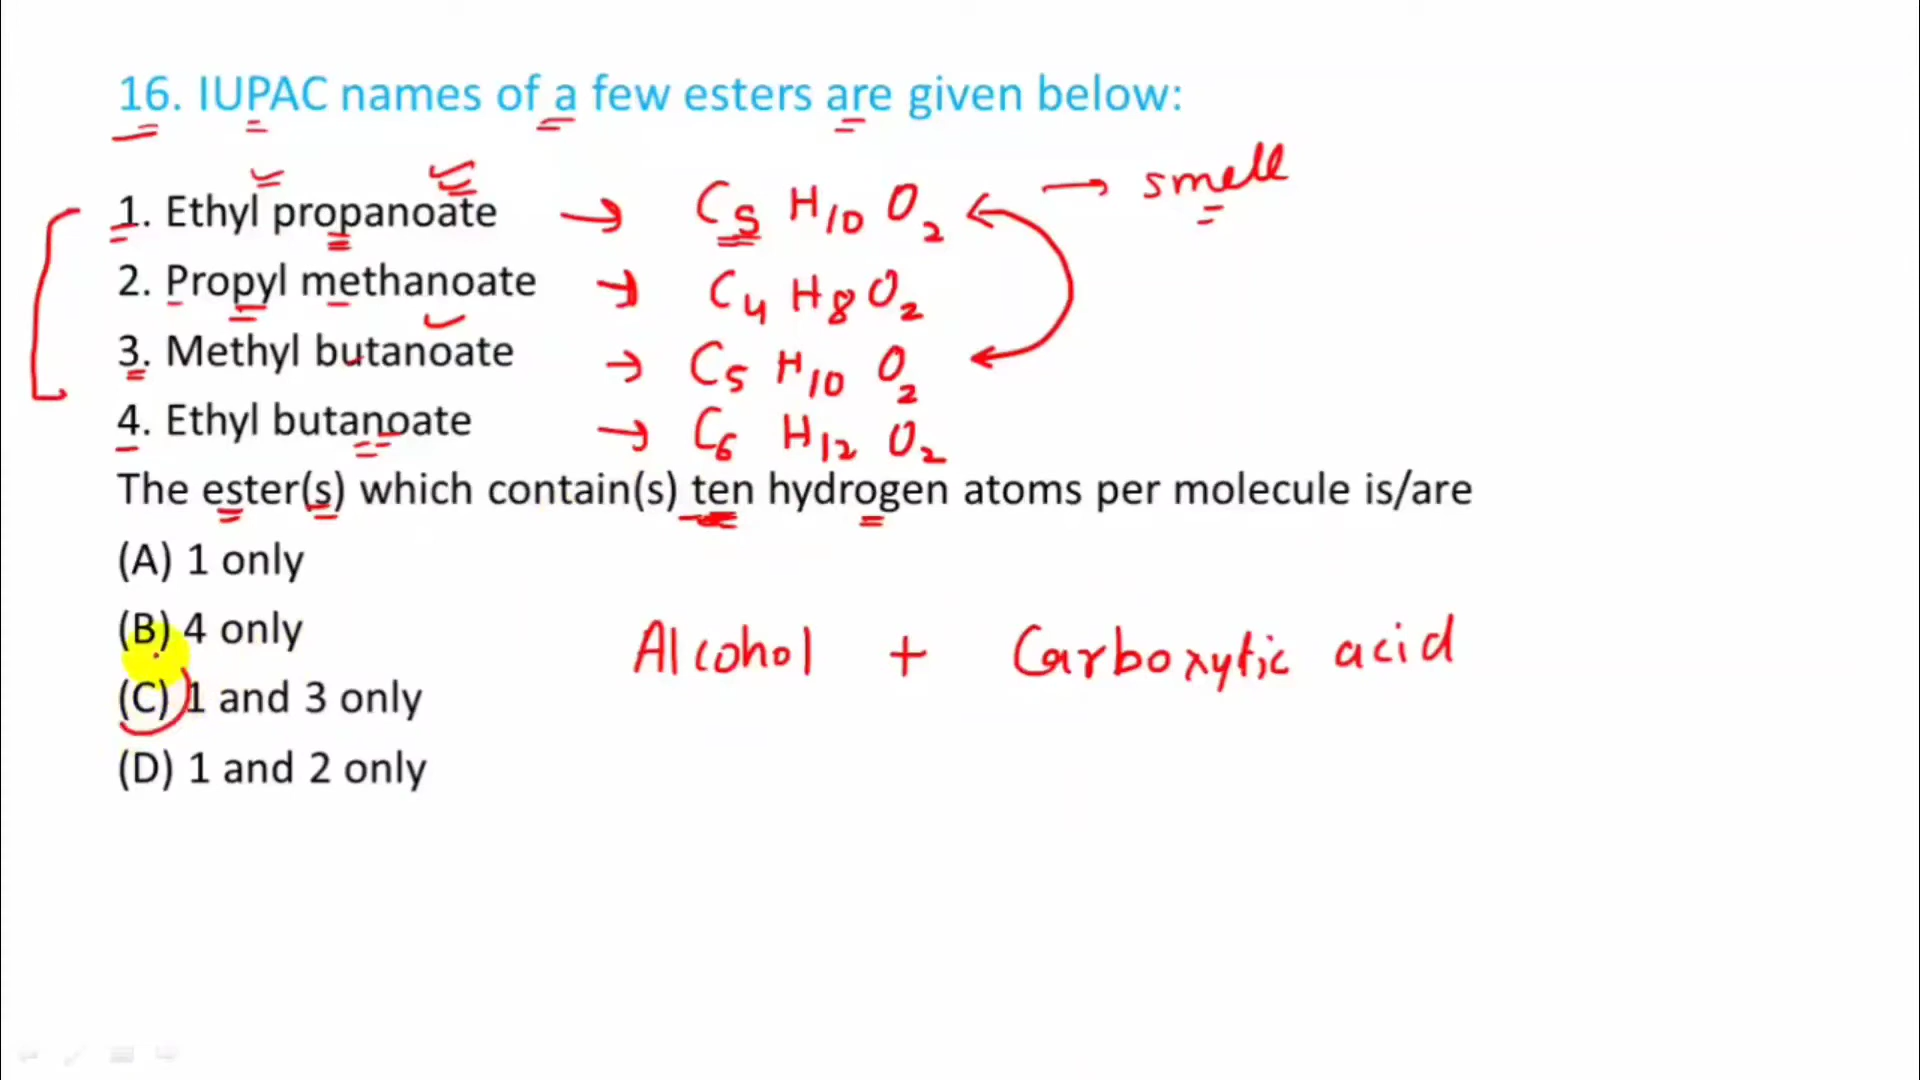 16. IUPAC names of a few esters are given below:
→ smell
1. Ethyl propanoate → C5 H10 O2
2. Propyl methanoate → C4 H8 O2
3. Methyl butanoate → C5 H10 O2
4. Ethyl butanoate → C6 H12 O2
The ester(s) which contain(s) ten hydrogen atoms per molecule is/are
(A) 1 only
(B) 4 only
Alcohol + Carboxylic acid
(C) 1 and 3 only
(D) 1 and 2 only